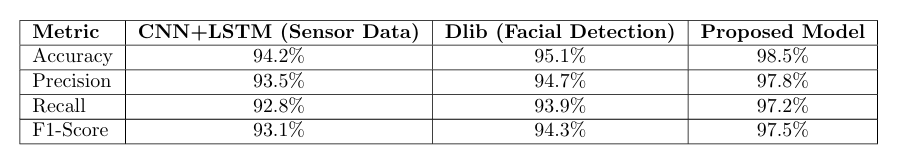 Metric CNN+LSTM (Sensor Data) Dlib (Facial Detection) Proposed Model
Accuracy 94.2% 95.1% 98.5%
Precision 93.5% 94.7% 97.8%
Recall 92.8% 93.9% 97.2%
F1-Score 93.1% 94.3% 97.5%